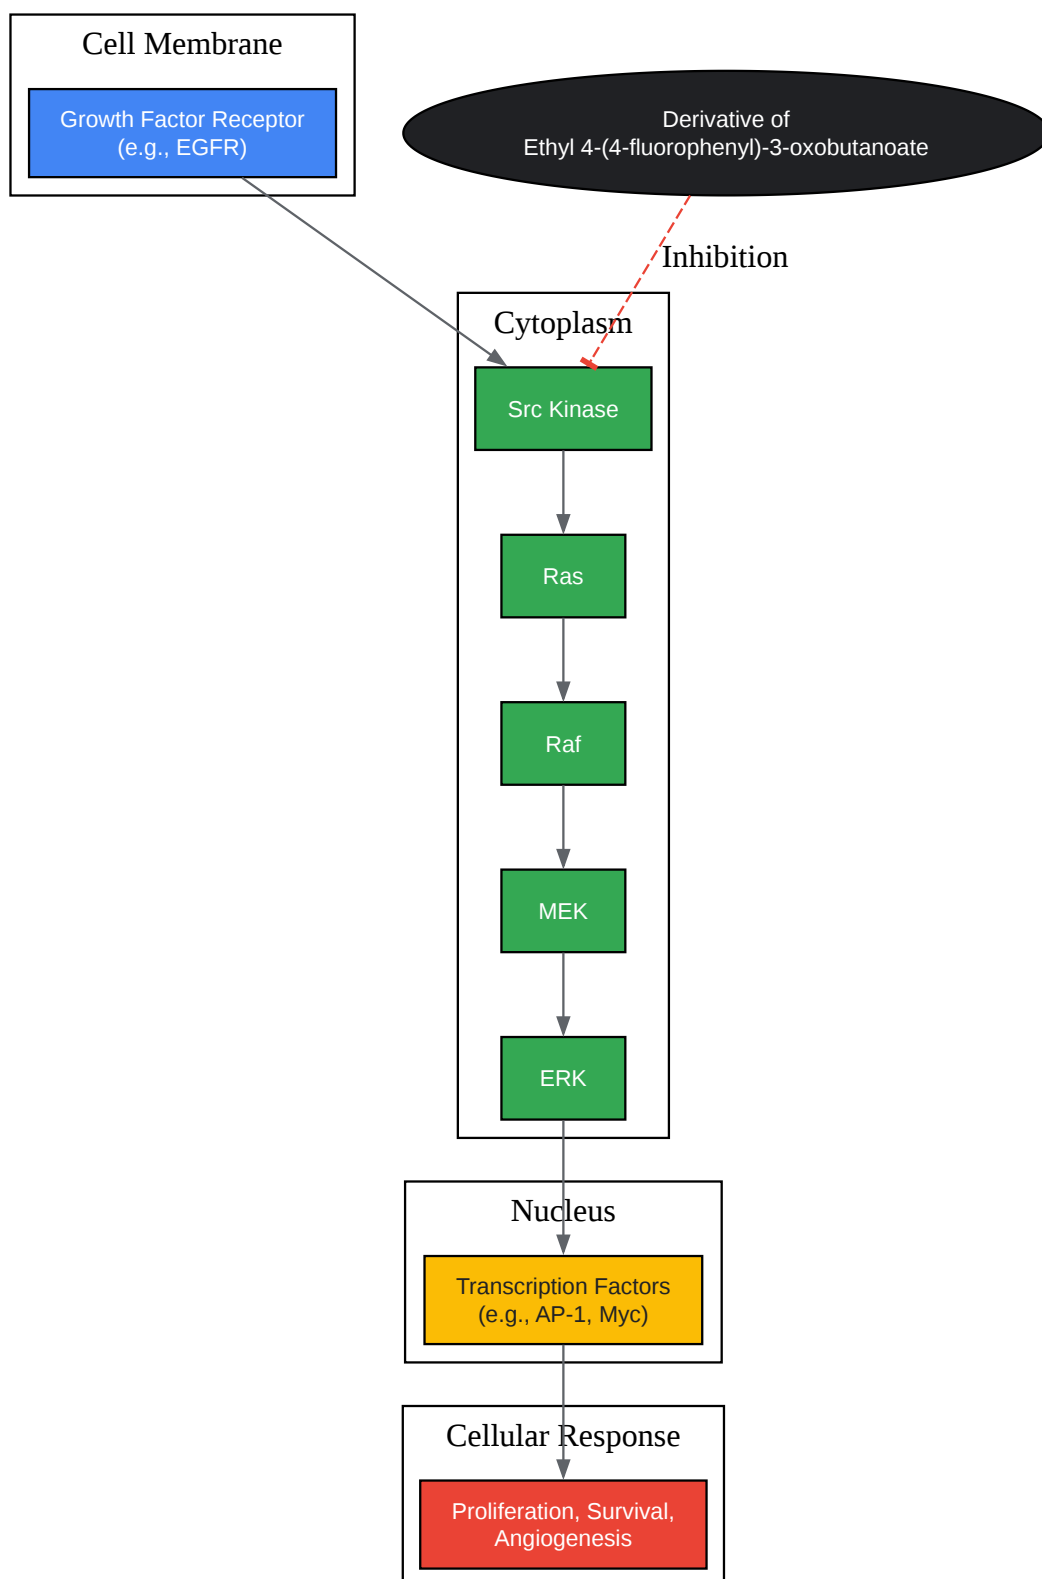 Cell Membrane
Growth Factor Receptor
(e.g., EGFR)
Derivative of
Ethyl 4-(4-fluorophenyl)-3-oxobutanoate
Inhibition
Cytoplasm
Src Kinase
Ras
Raf
MEK
ERK
Nucleus
Transcription Factors
(e.g., AP-1, Myc)
Cellular Response
Proliferation, Survival,
Angiogenesis